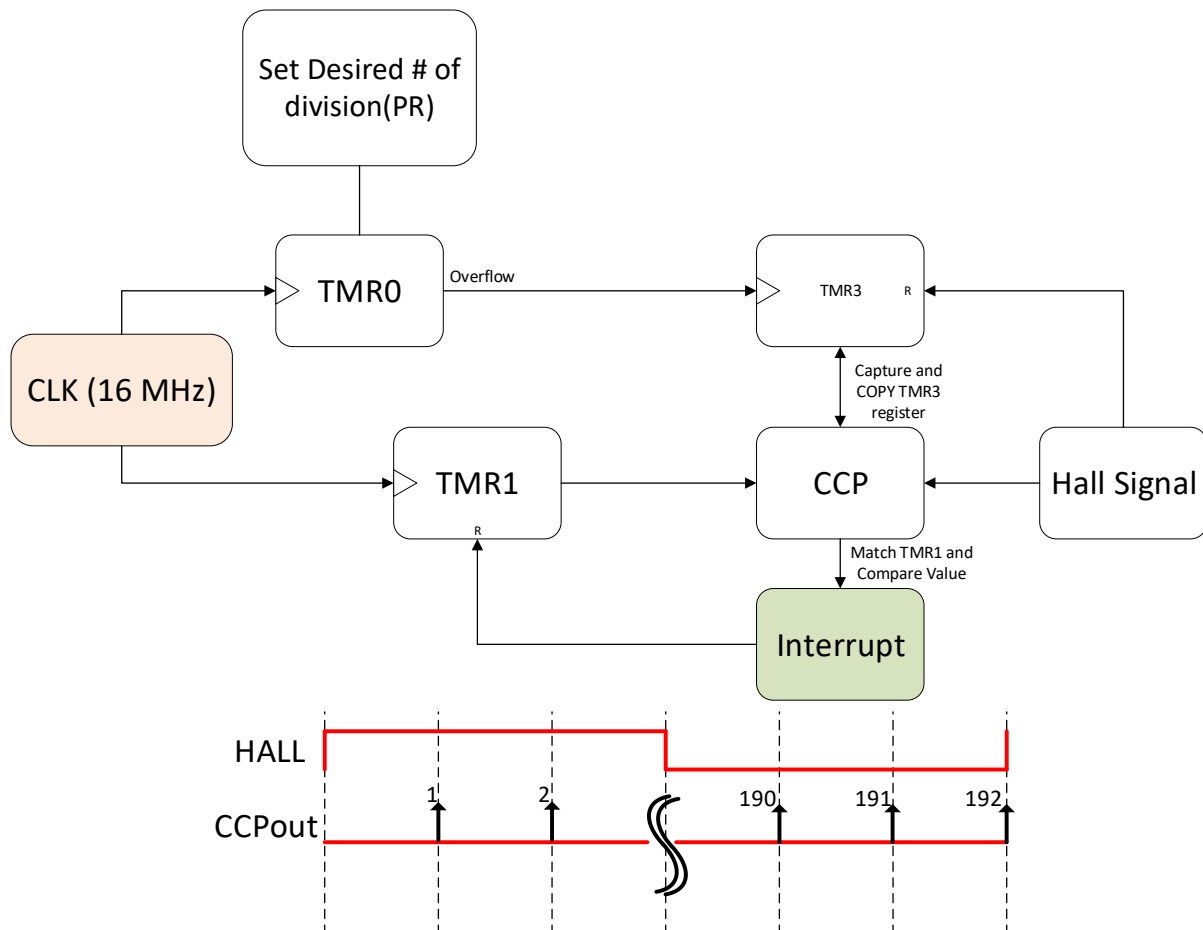 Set Desired # of
division(PR)
TMR0
Overflow
TMR3
R
CLK (16 MHz)
Capture and
COPY TMR3
register
TMR1
R
CCP
Hall Signal
Match TMR1 and
Compare Value
Interrupt
HALL
1
2
190
191
192
CCPout